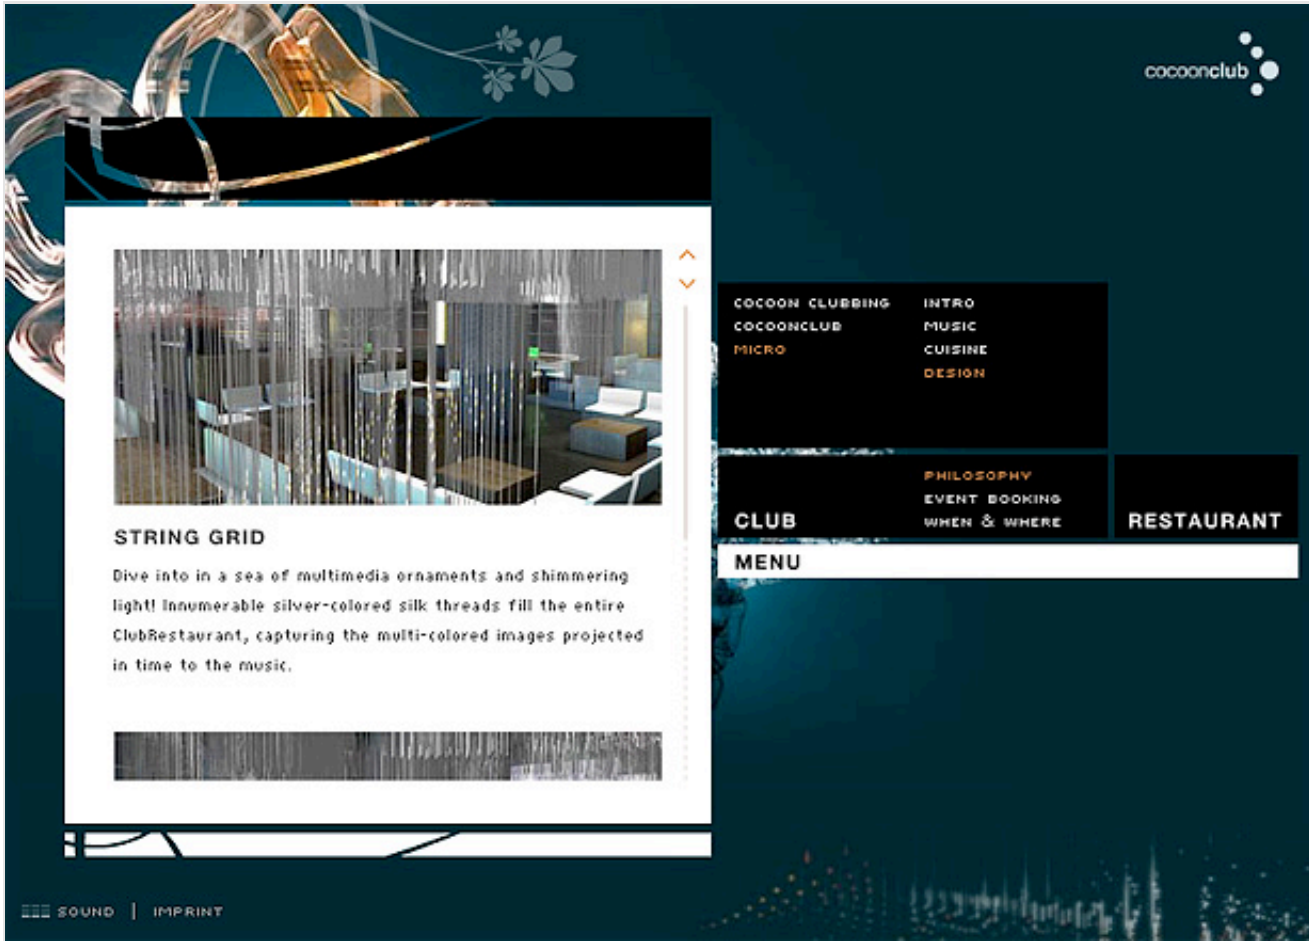 cocoonclub
STRING GRID
Dive into in a sea of multimedia ornaments and shimmering
light! Innumerable silver-colored silk threads fill the entire
ClubRestaurant, capturing the multi-colored images projected
in time to the music.
COCOON CLUBBING
COCOONCLUB
MICRO
INTRO
MUSIC
CUISINE
DESIGN
CLUB
PHILOSOPHY
EVENT BOOKING
WHEN & WHERE
RESTAURANT
MENU
SOUND | IMPRINT